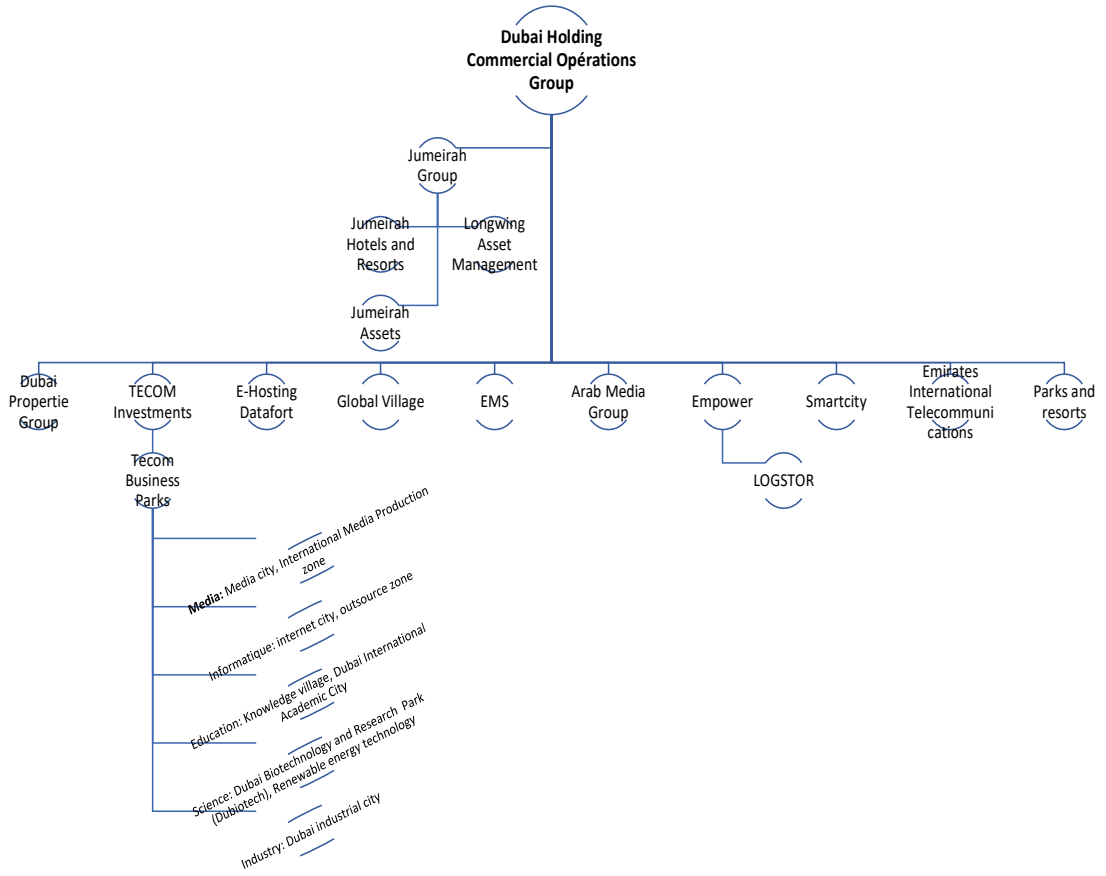 Dubai Holding
Commercial Opérations
Group
Jumeirah
Group
Jumeirah
Hotels and
Resorts
Longwing
Asset
Management
Jumeirah
Assets
Dubai
Propertie
Group
TECOM
Investments
E-Hosting
Datafort
Global Village
EMS
Arab Media
Group
Empower
Smartcity
Emirates
International
Telecommuni
cations
Parks and
resorts
Tecom
Business
Parks
LOGSTOR
Media: Media city, International Media Production
zone
Informatique: internet city, outsource zone
Education: Knowledge village, Dubai International
Academic City
Science: Dubai Biotechnology and Research Park
(Dubiotech), Renewable energy technology
Industry: Dubai industrial city